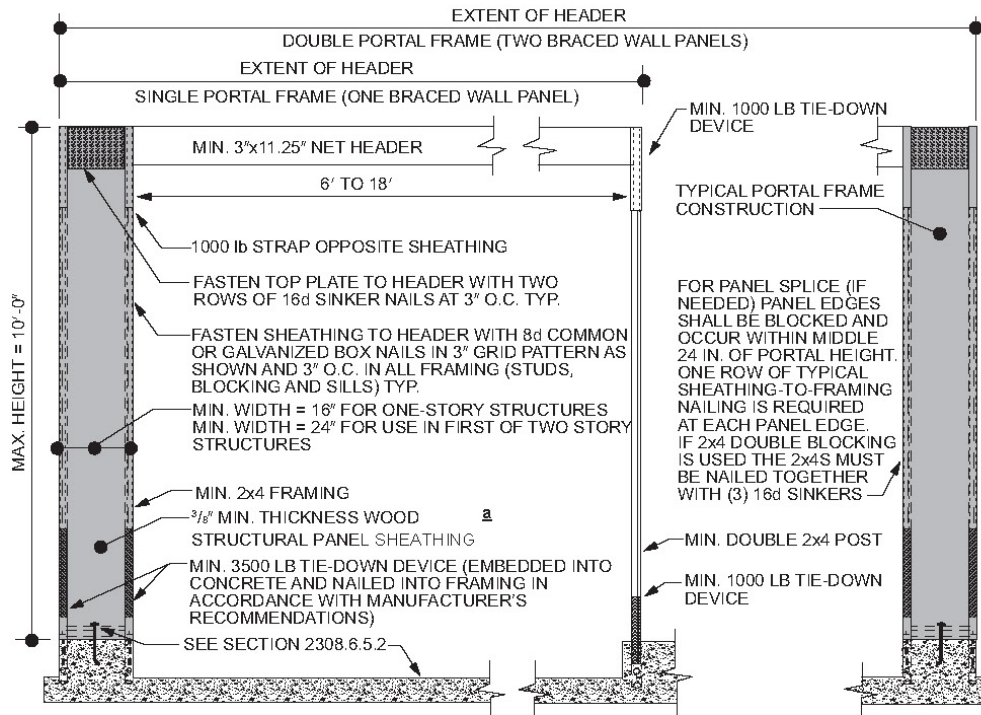 EXTENT OF HEADER
DOUBLE PORTAL FRAME (TWO BRACED WALL PANELS)
EXTENT OF HEADER
SINGLE PORTAL FRAME (ONE BRACED WALL PANEL)
MIN. 1000 LB TIE-DOWN
DEVICE
MIN. 3″x11.25″ NET HEADER
6′ TO 18′
TYPICAL PORTAL FRAME
CONSTRUCTION
1000 lb STRAP OPPOSITE SHEATHING
FASTEN TOP PLATE TO HEADER WITH TWO
ROWS OF 16d SINKER NAILS AT 3″ O.C. TYP.
FASTEN SHEATHING TO HEADER WITH 8d COMMON
OR GALVANIZED BOX NAILS IN 3″ GRID PATTERN AS
SHOWN AND 3″ O.C. IN ALL FRAMING (STUDS,
BLOCKING AND SILLS) TYP.
MIN. WIDTH = 16″ FOR ONE-STORY STRUCTURES
MIN. WIDTH = 24″ FOR USE IN FIRST OF TWO STORY
STRUCTURES
FOR PANEL SPLICE (IF
NEEDED) PANEL EDGES
SHALL BE BLOCKED AND
OCCUR WITHIN MIDDLE
24 IN. OF PORTAL HEIGHT.
ONE ROW OF TYPICAL
SHEATHING-TO-FRAMING
NAILING IS REQUIRED
AT EACH PANEL EDGE.
IF 2x4 DOUBLE BLOCKING
IS USED THE 2x4S MUST
BE NAILED TOGETHER
WITH (3) 16d SINKERS
MAX. HEIGHT = 10′-0″
MIN. 2x4 FRAMING
3/8″ MIN. THICKNESS WOOD a
STRUCTURAL PANEL SHEATHING
MIN. 3500 LB TIE-DOWN DEVICE (EMBEDDED INTO
CONCRETE AND NAILED INTO FRAMING IN
ACCORDANCE WITH MANUFACTURER'S
RECOMMENDATIONS)
MIN. DOUBLE 2x4 POST
MIN. 1000 LB TIE-DOWN
DEVICE
SEE SECTION 2308.6.5.2